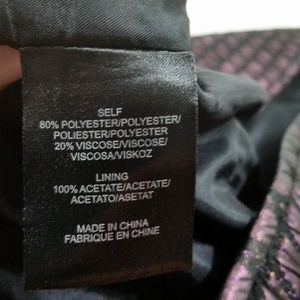 SELF
80% POLYESTER/POLYESTER/
POLIESTER/POLYESTER
20% VISCOSE/VISCOSE/
VISCOSA/VISKOZ
LINING
100% ACETATE/ACETATE/
ACETATO/ASETAT
MADE IN CHINA
FABRIQUE EN CHINE